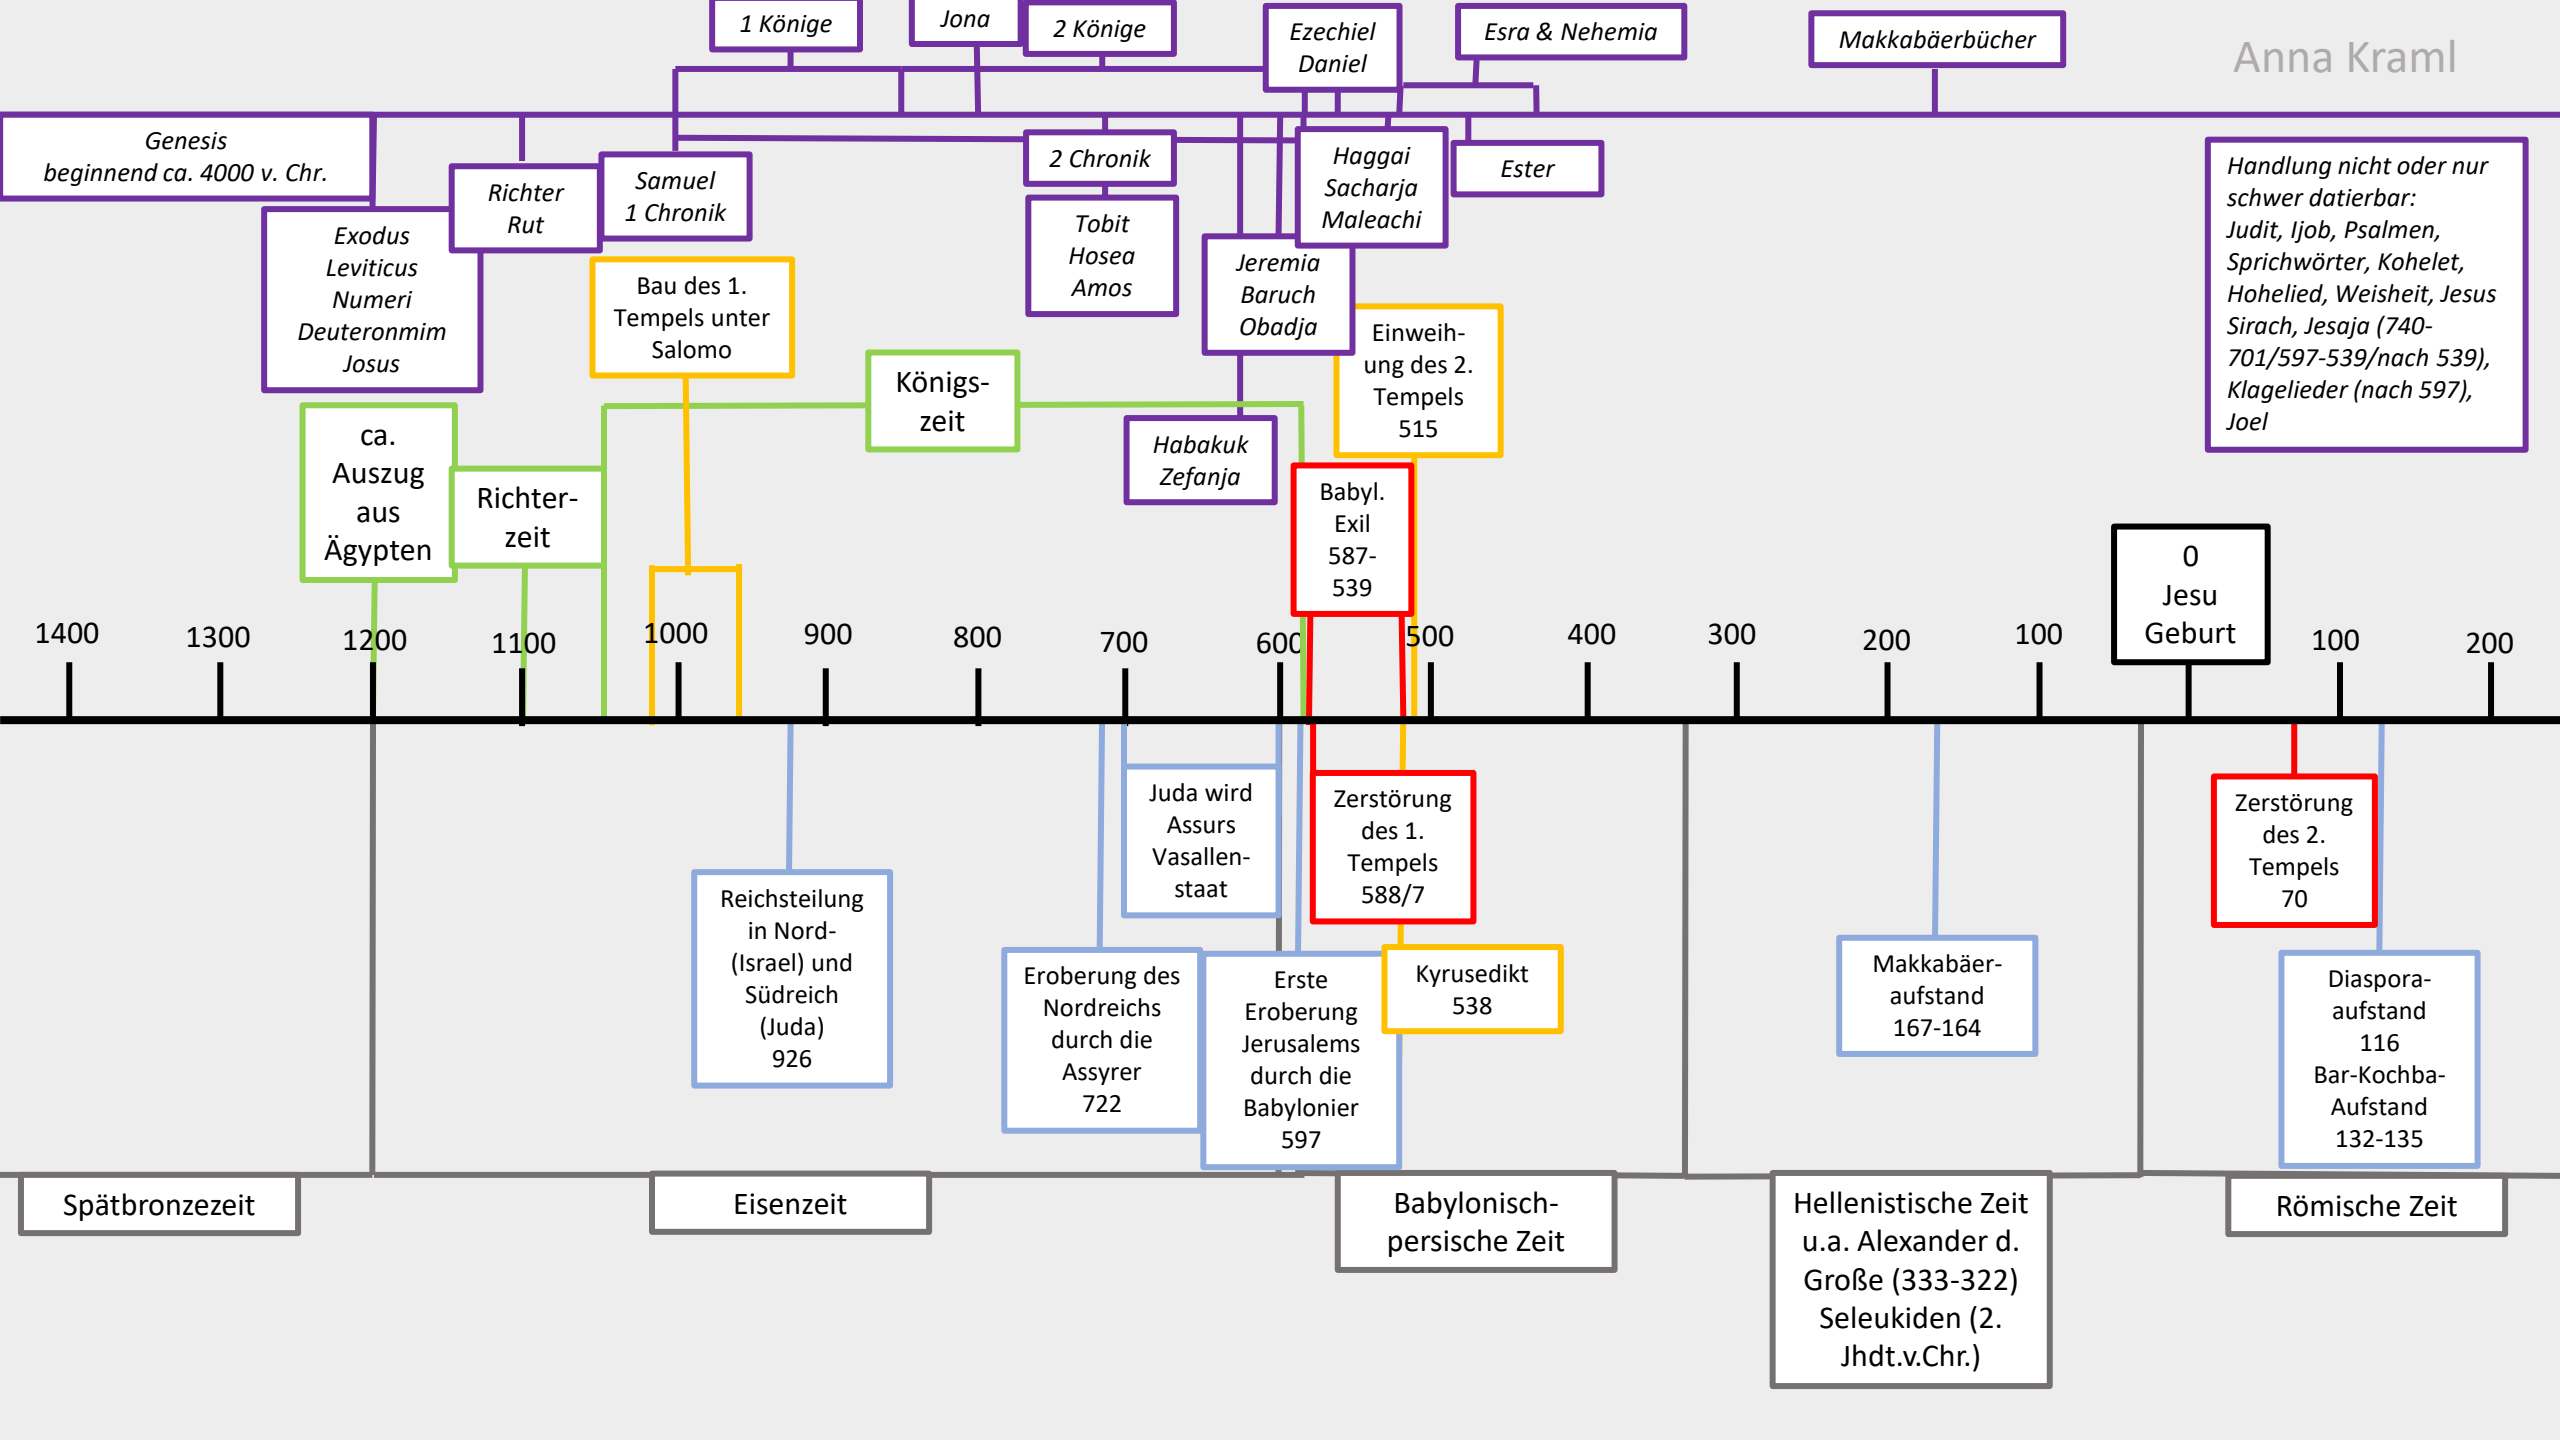 1 Könige
Jona
2 Könige
Ezechiel
Daniel
Esra & Nehemia
Makkabäerbücher
Anna Kraml
Genesis
beginnend ca. 4000 v. Chr.
Exodus
Leviticus
Numeri
Deuteronmim
Josus
Richter
Rut
Samuel
1 Chronik
2 Chronik
Tobit
Hosea
Amos
Jeremia
Baruch
Obadja
Haggai
Sacharja
Maleachi
Ester
Habakuk
Zefanja
Handlung nicht oder nur
schwer datierbar:
Judit, Ijob, Psalmen,
Sprichwörter, Kohelet,
Hohelied, Weisheit, Jesus
Sirach, Jesaja (740-
701/597-539/nach 539),
Klagelieder (nach 597),
Joel
ca.
Auszug
aus
Ägypten
Richter-
zeit
Bau des 1.
Tempels unter
Salomo
Königs-
zeit
Einweih-
ung des 2.
Tempels
515
Babyl.
Exil
587-
539
0
Jesu
Geburt
1400
1300
1200
1100
1000
900
800
700
600
500
400
300
200
100
100
200
Reichsteilung
in Nord-
(Israel) und
Südreich
(Juda)
926
Eroberung des
Nordreichs
durch die
Assyrer
722
Juda wird
Assurs
Vasallen-
staat
Erste
Eroberung
Jerusalems
durch die
Babylonier
597
Zerstörung
des 1.
Tempels
588/7
Kyrusedikt
538
Makkabäer-
aufstand
167-164
Zerstörung
des 2.
Tempels
70
Diaspora-
aufstand
116
Bar-Kochba-
Aufstand
132-135
Spätbronzezeit
Eisenzeit
Babylonisch-
persische Zeit
Hellenistische Zeit
u.a. Alexander d.
Große (333-322)
Seleukiden (2.
Jhdt.v.Chr.)
Römische Zeit